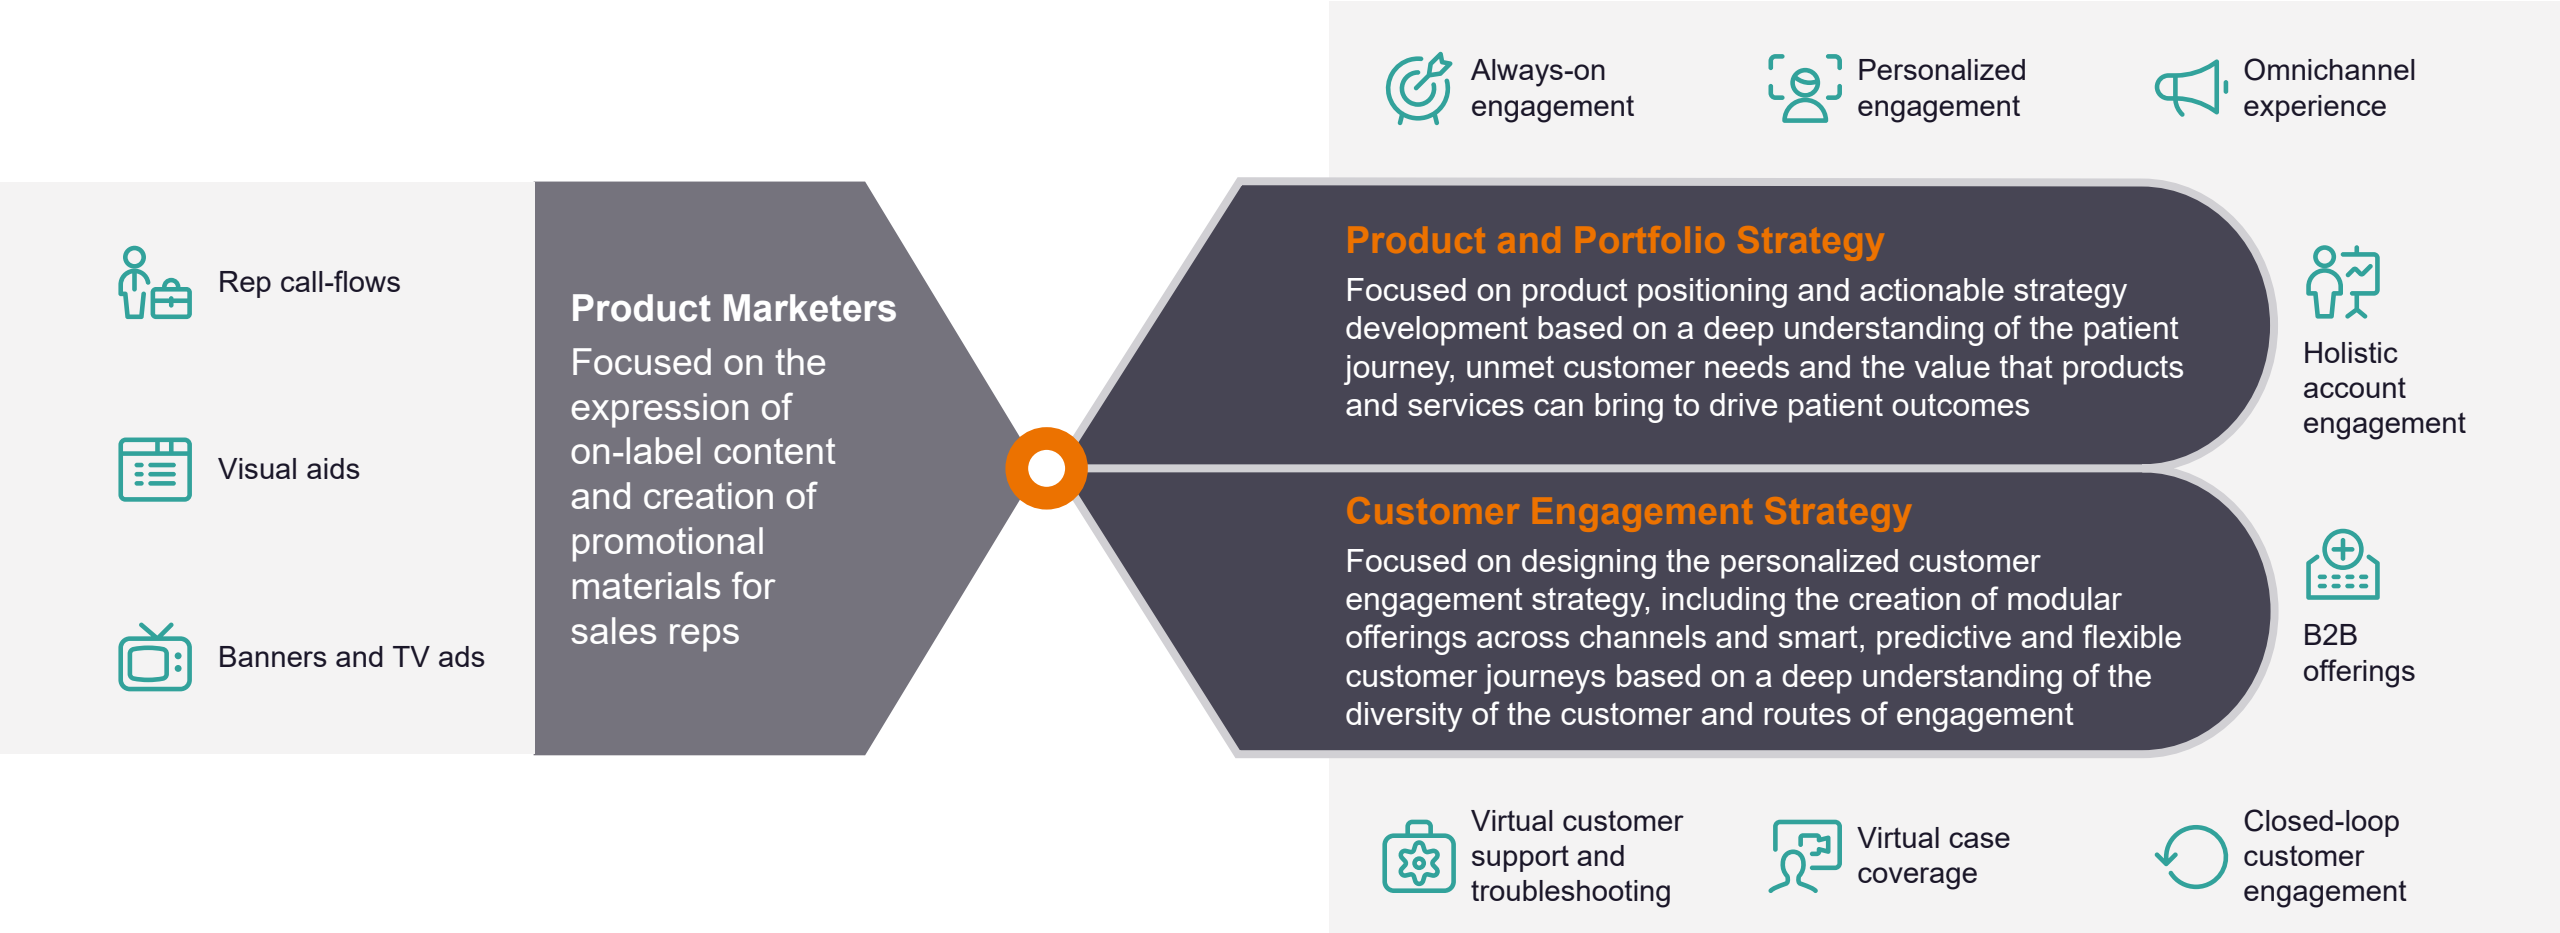 Always-on
engagement
Personalized
engagement
Omnichannel
experience
Rep call-flows
Visual aids
Banners and TV ads
Product Marketers
Focused on the
expression of
on-label content
and creation of
promotional
materials for
sales reps
Product and Portfolio Strategy
Focused on product positioning and actionable strategy
development based on a deep understanding of the patient
journey, unmet customer needs and the value that products
and services can bring to drive patient outcomes
Customer Engagement Strategy
Focused on designing the personalized customer
engagement strategy, including the creation of modular
offerings across channels and smart, predictive and flexible
customer journeys based on a deep understanding of the
diversity of the customer and routes of engagement
Holistic
account
engagement
B2B
offerings
Virtual customer
support and
troubleshooting
Virtual case
coverage
Closed-loop
customer
engagement